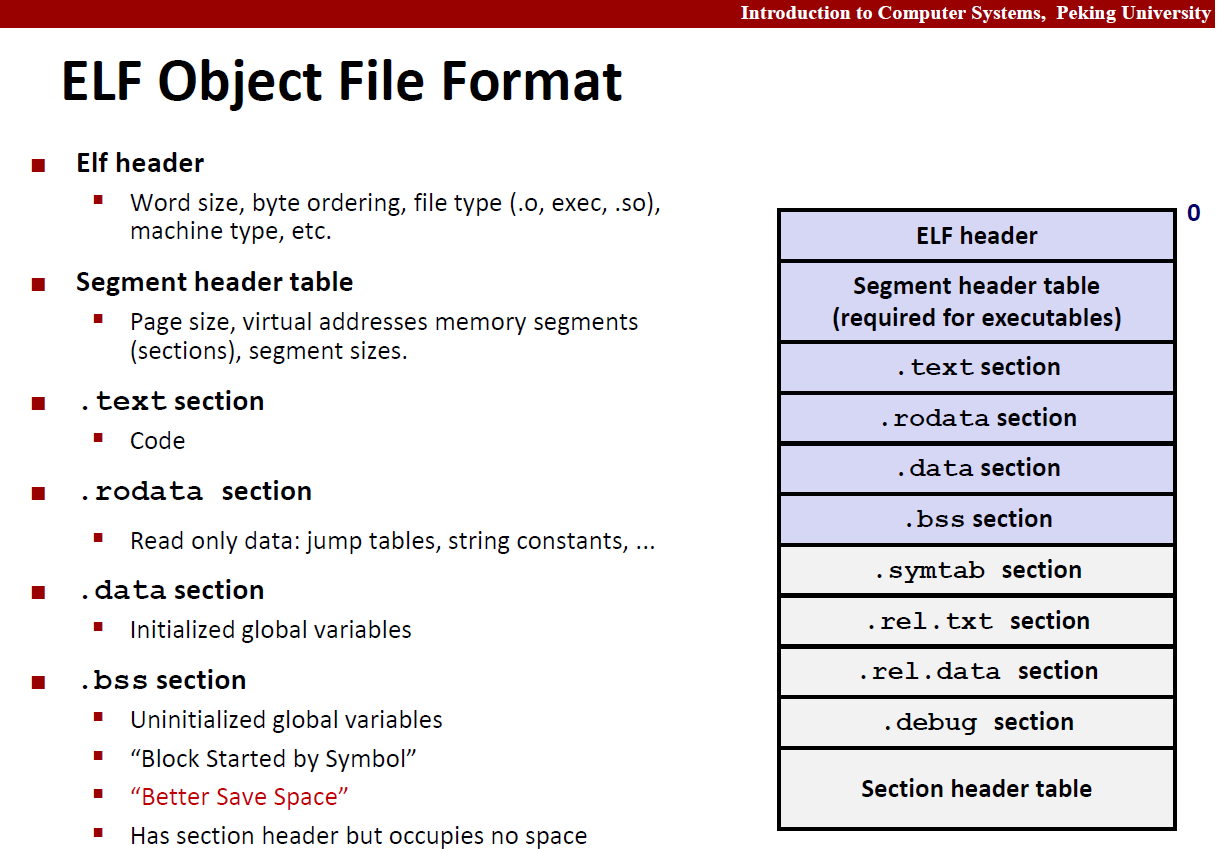 Introduction to Computer Systems, Peking University
ELF Object File Format
Elf header
Word size, byte ordering, file type (.o, exec, .so),
machine type, etc.
Segment header table
Page size, virtual addresses memory segments
(sections), segment sizes.
.text section
Code
.rodata section
Read only data: jump tables, string constants, ...
.data section
Initialized global variables
.bss section
Uninitialized global variables
“Block Started by Symbol”
“Better Save Space”
Has section header but occupies no space
0
ELF header
Segment header table
(required for executables)
.text section
.rodata section
.data section
.bss section
.symtab section
.rel.txt section
.rel.data section
.debug section
Section header table